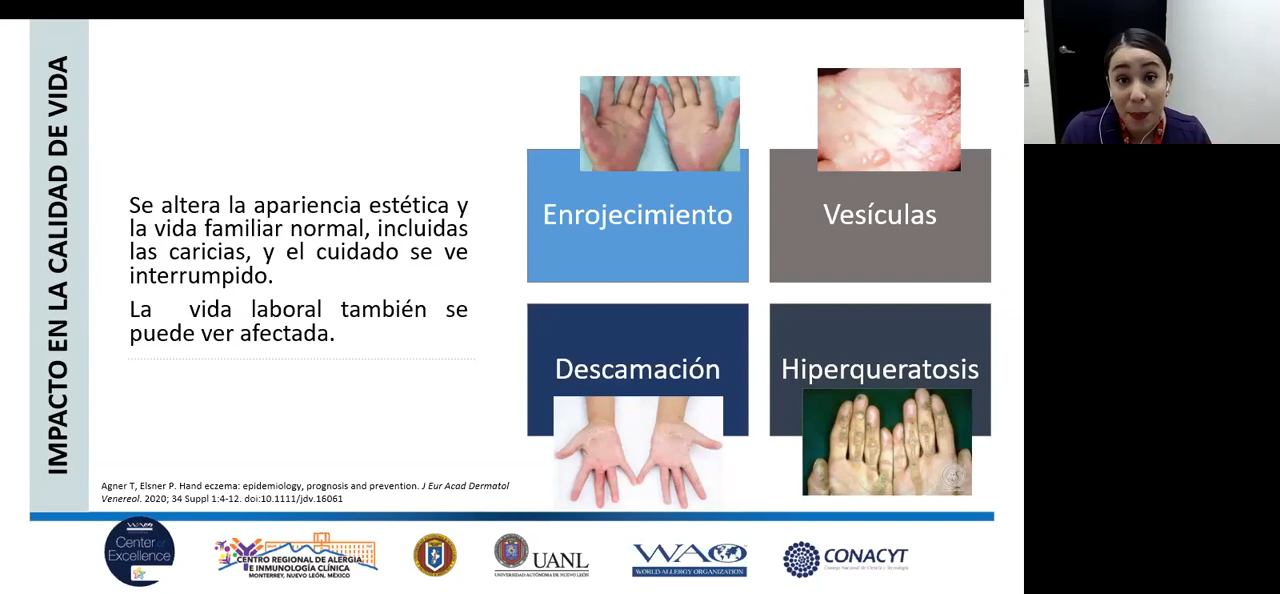 IMPACTO EN LA CALIDAD DE VIDA
Se altera la apariencia estética y
la vida familiar normal, incluidas
las caricias, y el cuidado se ve
interrumpido.
La vida laboral también se
puede ver afectada.
Enrojecimiento
Vesículas
Descamación
Hiperqueratosis
Agner T, Elsner P. Hand eczema: epidemiology, prognosis and prevention. J Eur Acad Dermatol
Venereol. 2020; 34 Suppl 1:4-12. doi:10.1111/jdv.16061
WAO
Center of
Excellence
CENTRO REGIONAL DE ALERGIA
E INMUNOLOGÍA CLÍNICA
MONTERREY, NUEVO LEÓN, MÉXICO
UANL
UNIVERSIDAD AUTÓNOMA DE NUEVO LEÓN
WAO
WORLD ALLERGY ORGANIZATION
CONACYT
Consejo Nacional de Ciencia y Tecnología